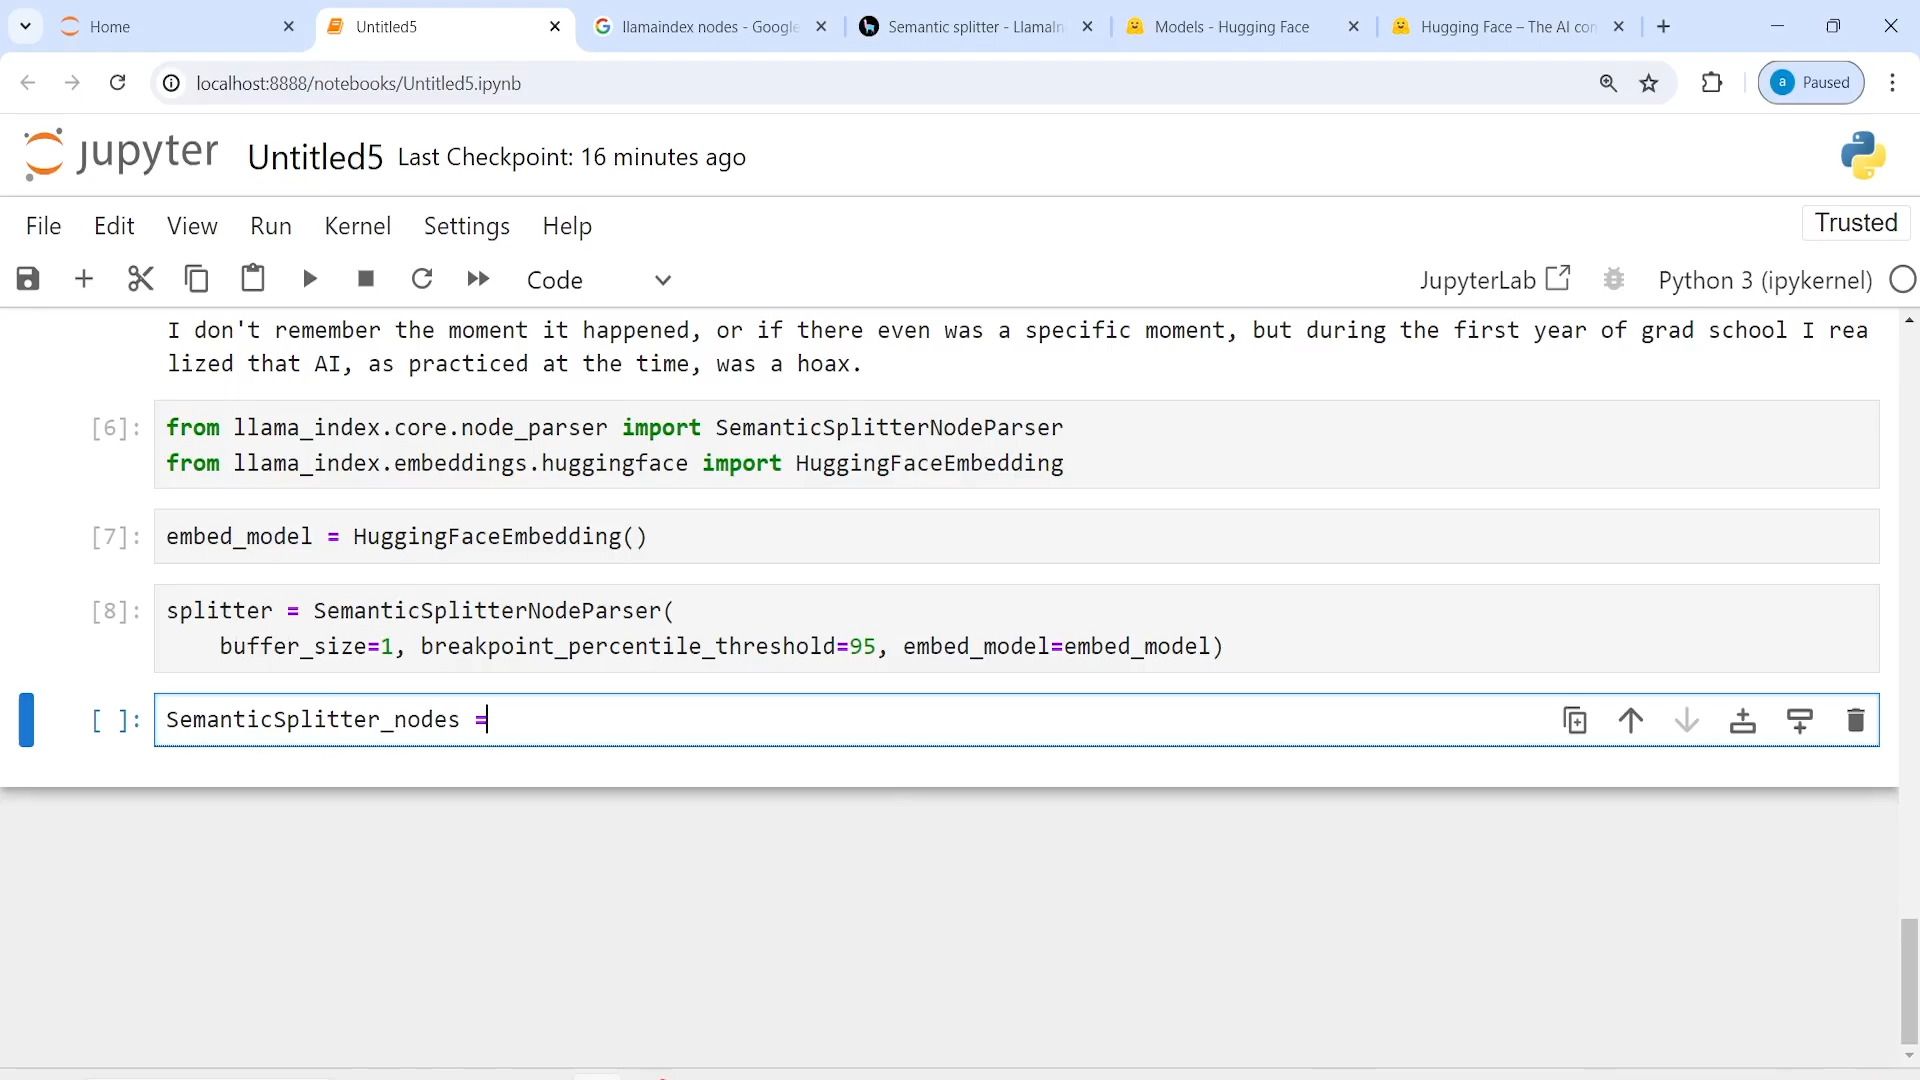 Home
Untitled5
llamaindex nodes - Google
Semantic splitter - LlamaIn
Models - Hugging Face
Hugging Face – The AI con
localhost:8888/notebooks/Untitled5.ipynb
a Paused
jupyter Untitled5 Last Checkpoint: 16 minutes ago
File Edit View Run Kernel Settings Help
Trusted
Code
JupyterLab
Python 3 (ipykernel)
I don't remember the moment it happened, or if there even was a specific moment, but during the first year of grad school I rea
lized that AI, as practiced at the time, was a hoax.
[6]: from llama_index.core.node_parser import SemanticSplitterNodeParser
from llama_index.embeddings.huggingface import HuggingFaceEmbedding
[7]: embed_model = HuggingFaceEmbedding()
[8]: splitter = SemanticSplitterNodeParser(
buffer_size=1, breakpoint_percentile_threshold=95, embed_model=embed_model)
[ ]: SemanticSplitter_nodes =